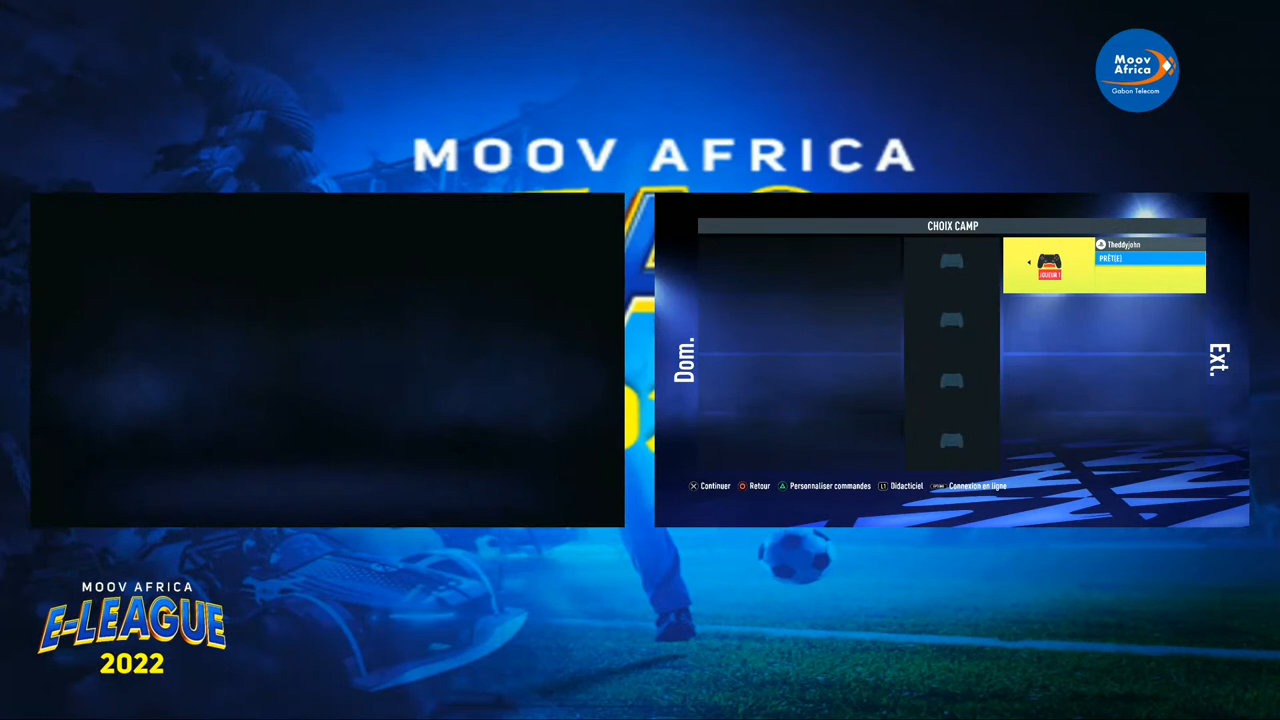 Moov
Africa
Gabon Telecom
MOOV AFRICA
CHOIX CAMP
Theddyjohn
JOUEUR 1
PRÊT(E)
Dom.
Ext.
Continuer
Retour
Personnaliser commandes
L1 Didacticiel
Connexion en ligne
MOOV AFRICA
E-LEAGUE
2022